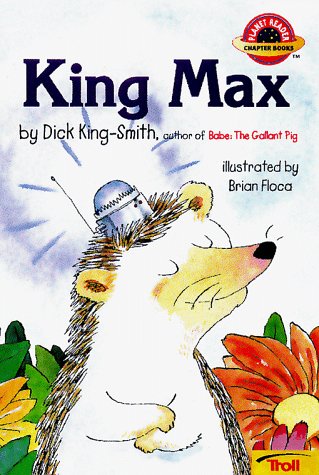 PLANET READER
CHAPTER BOOKS
TM
King Max
by Dick King-Smith, author of Babe: The Gallant Pig
illustrated by
Brian Floca
Troll